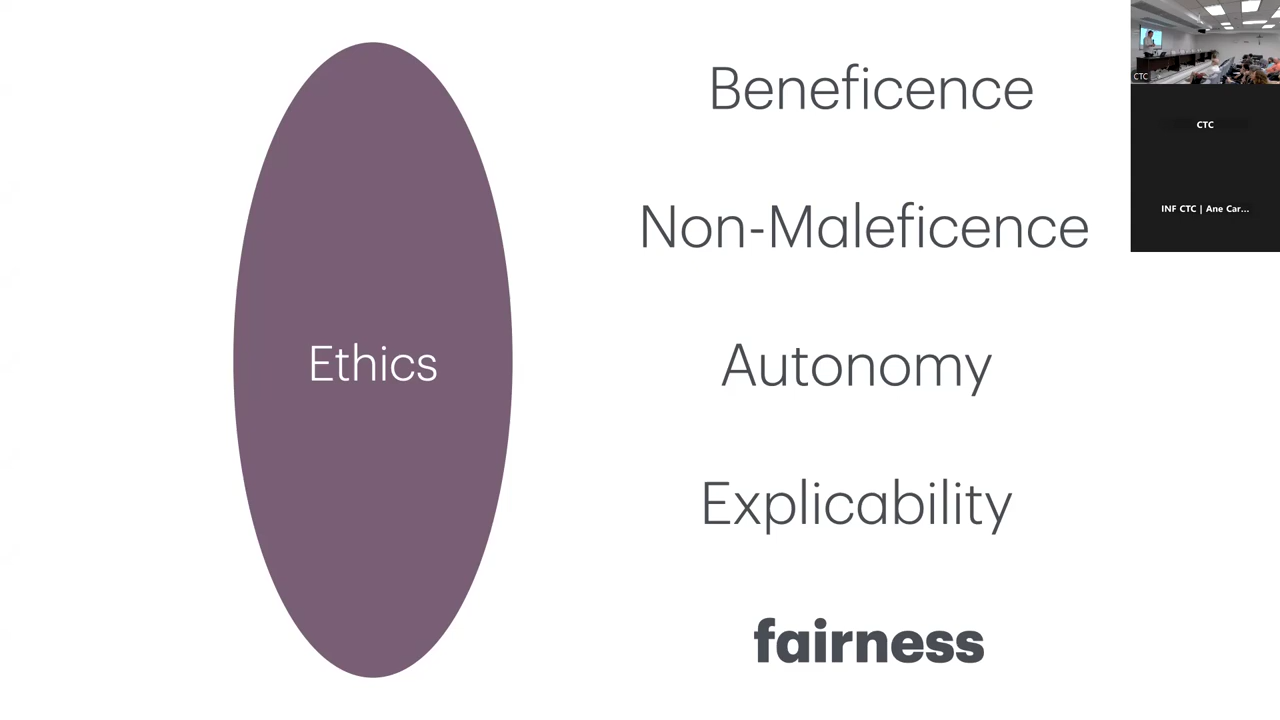 Ethics
Beneficence
Non-Maleficence
Autonomy
Explicability
fairness
CTC
CTC
INF CTC | Ane Car...